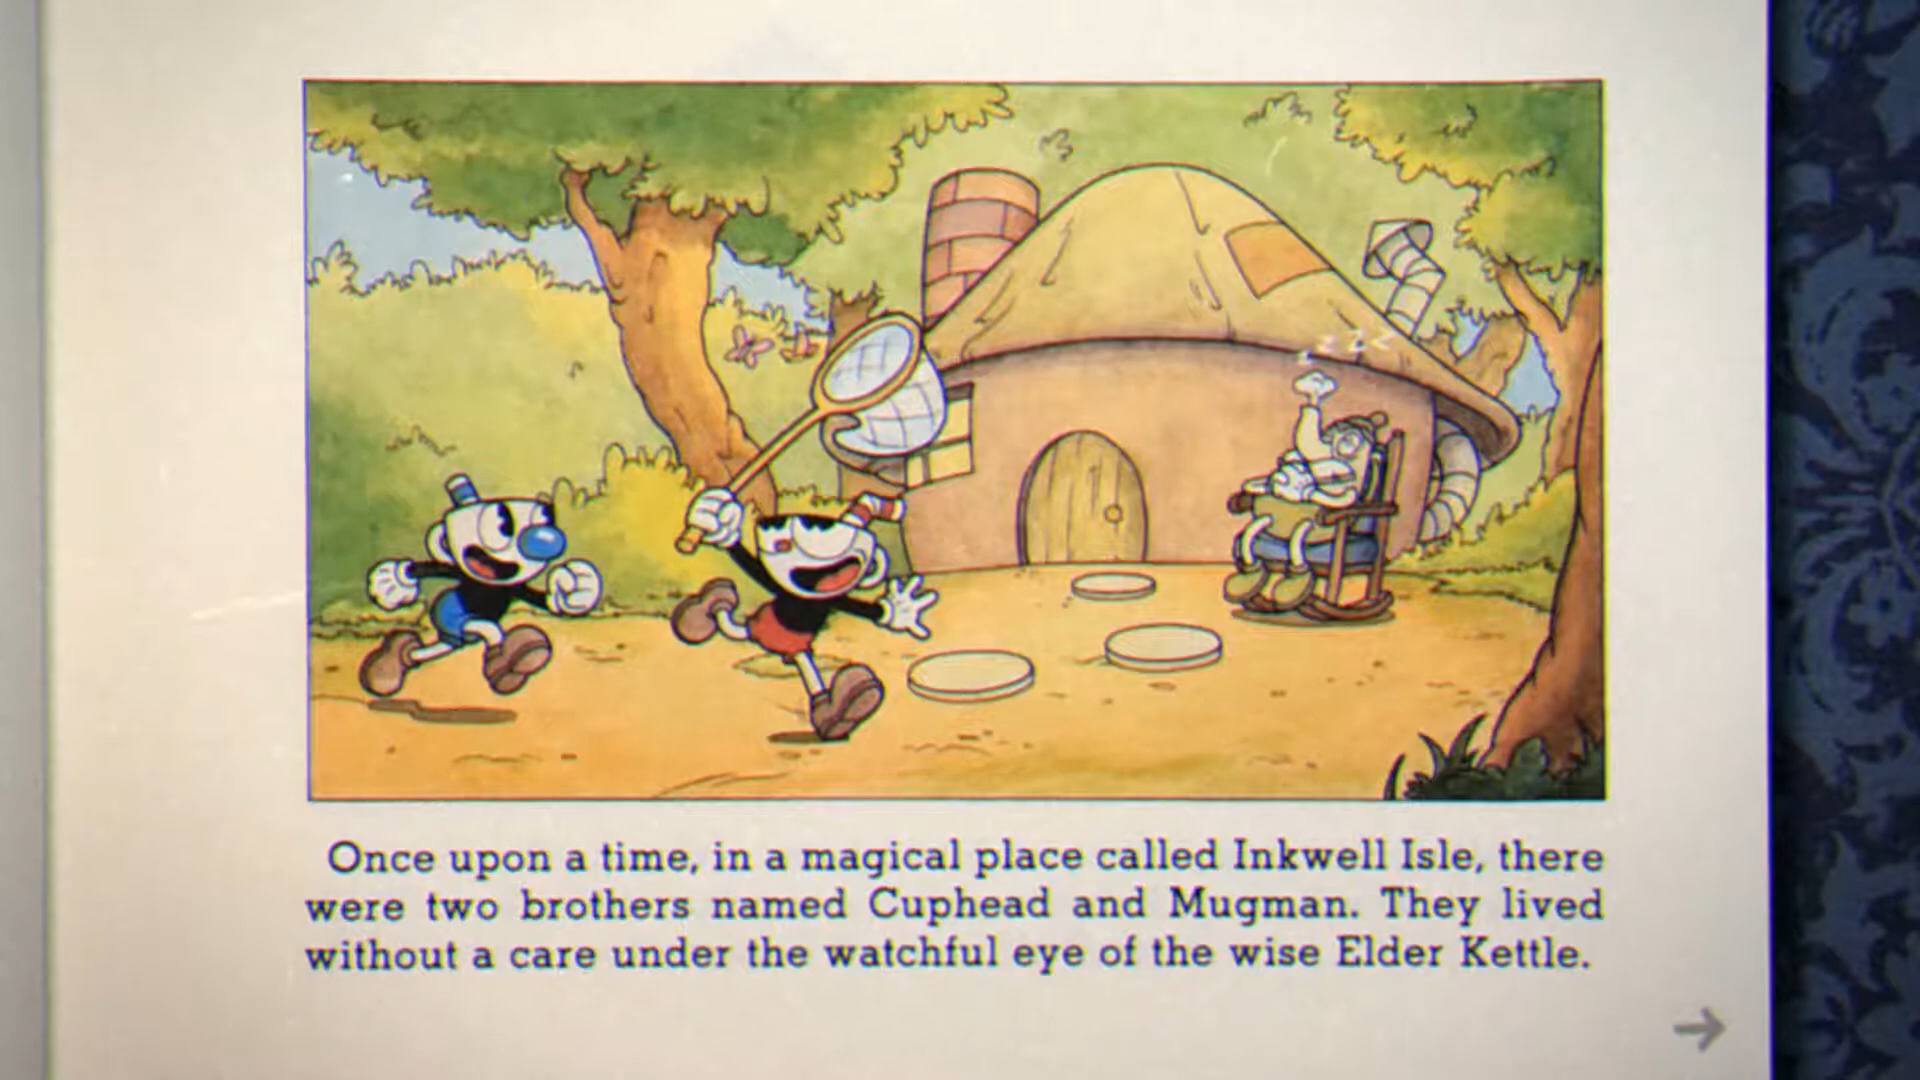 z z z z
Once upon a time, in a magical place called Inkwell Isle, there
were two brothers named Cuphead and Mugman. They lived
without a care under the watchful eye of the wise Elder Kettle.